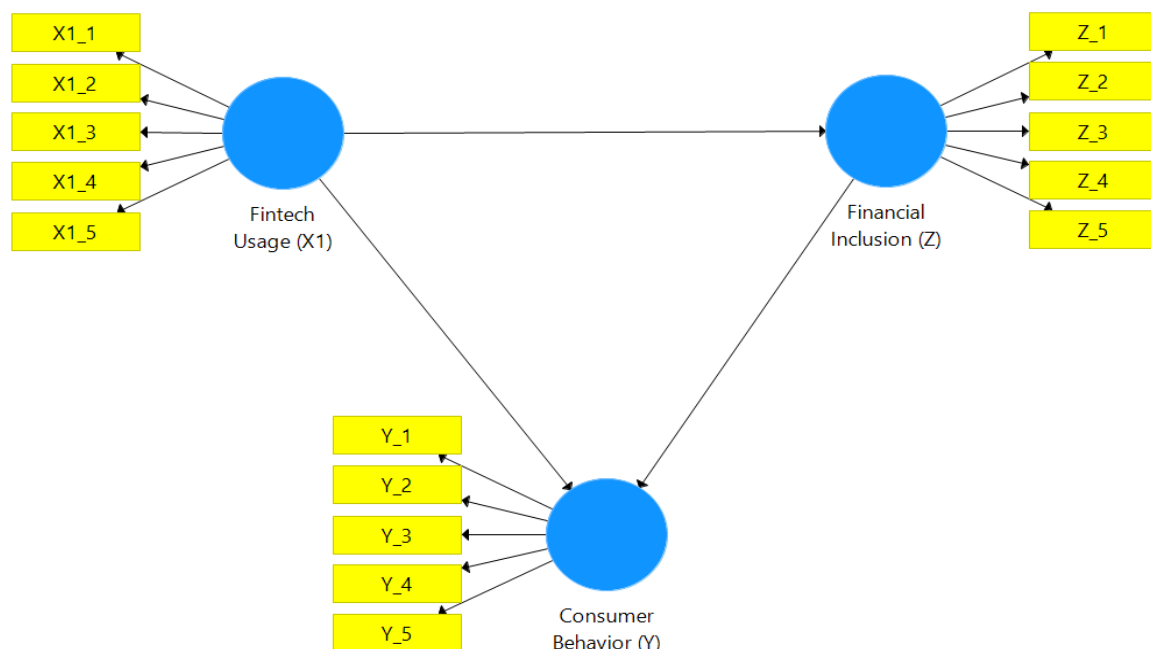 X1_1
X1_2
X1_3
X1_4
X1_5
Fintech
Usage (X1)
Z_1
Z_2
Z_3
Z_4
Z_5
Financial
Inclusion (Z)
Y_1
Y_2
Y_3
Y_4
Y_5
Consumer
Behavior (Y)